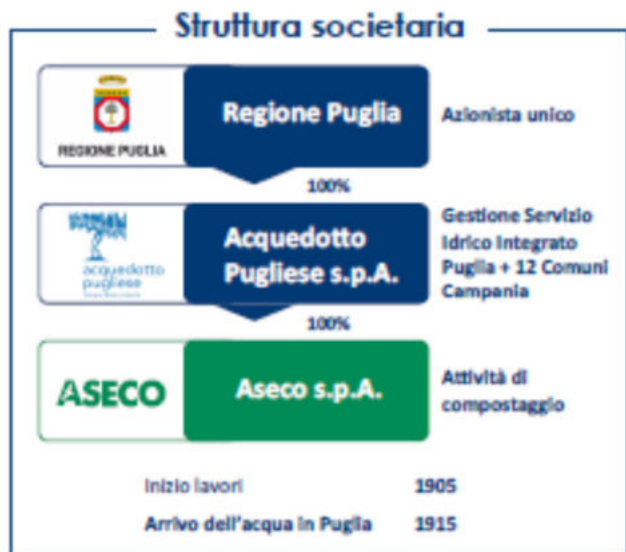 Struttura societaria
REGIONE PUGLIA
Regione Puglia
Azionista unico
100%
acquedotto
pugliese
Acquedotto
Pugliese s.p.A.
Gestione Servizio
Idrico Integrato
Puglia + 12 Comuni
Campania
100%
ASECO
Aseco s.p.A.
Attività di
compostaggio
Inizio lavori 1905
Arrivo dell'acqua in Puglia 1915